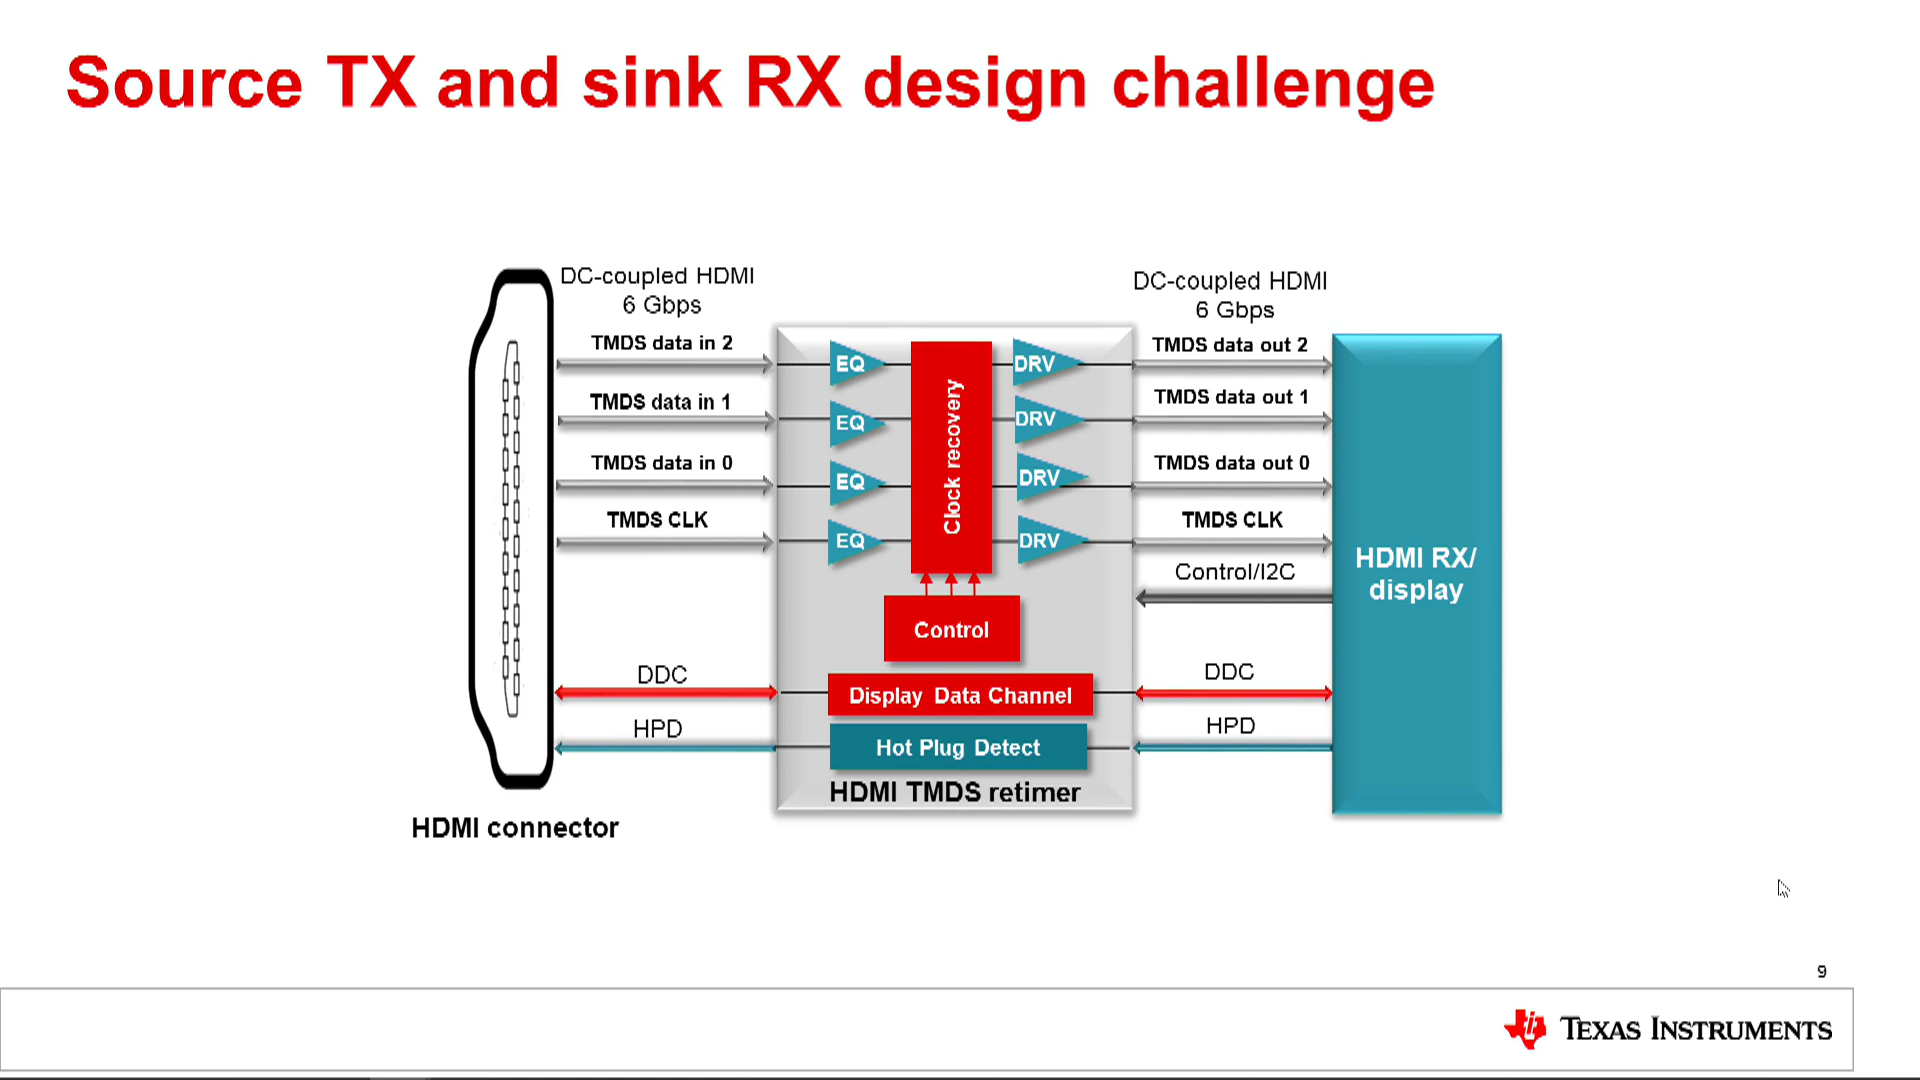 Source TX and sink RX design challenge
DC-coupled HDMI
6 Gbps
DC-coupled HDMI
6 Gbps
TMDS data in 2
TMDS data in 1
TMDS data in 0
TMDS CLK
EQ
EQ
EQ
EQ
Clock recovery
DRV
DRV
DRV
DRV
TMDS data out 2
TMDS data out 1
TMDS data out 0
TMDS CLK
Control/I2C
HDMI RX/
display
Control
DDC
Display Data Channel
DDC
HPD
Hot Plug Detect
HPD
HDMI TMDS retimer
HDMI connector
9
TEXAS INSTRUMENTS